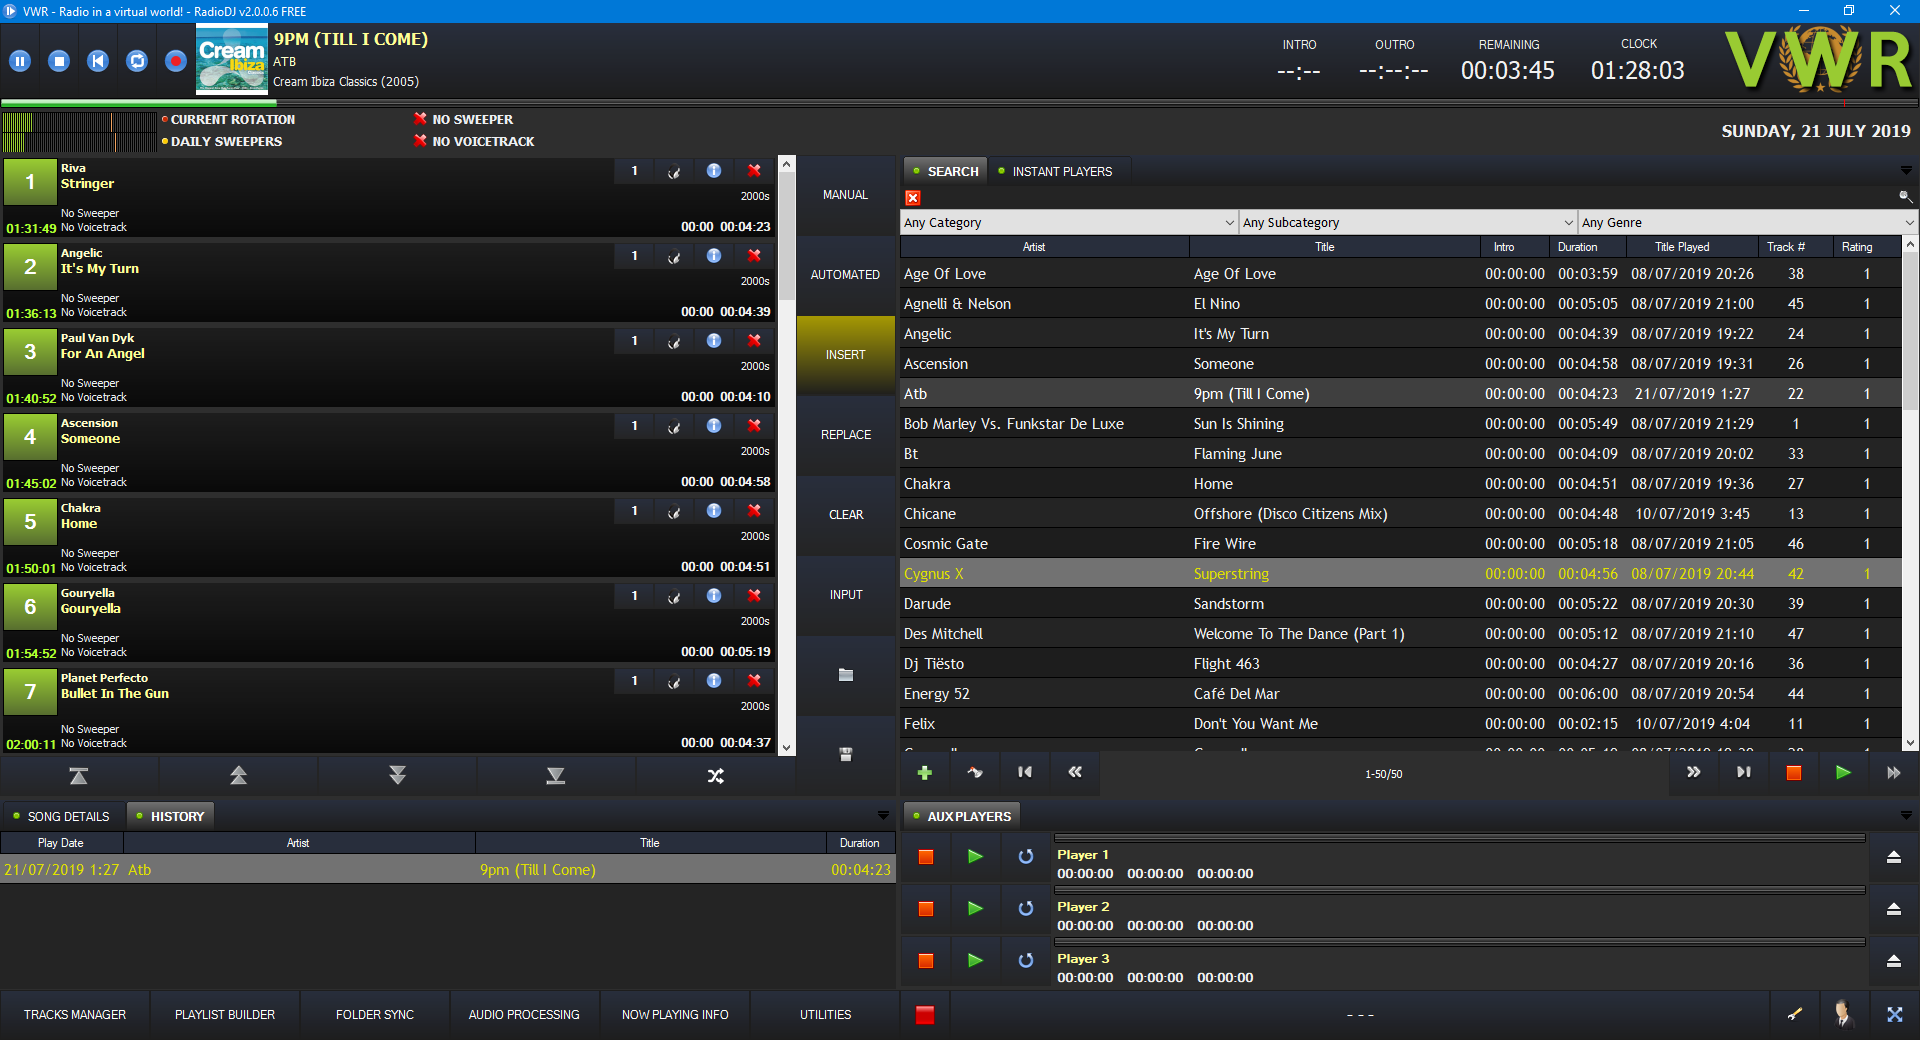 VWR - Radio in a virtual world! - RadioDJ v2.0.0.6 FREE
Cream
Ibiza
Classics
9PM (TILL I COME)
ATB
Cream Ibiza Classics (2005)
INTRO
--:--
OUTRO
--:--:--
REMAINING
00:03:45
CLOCK
01:28:03
VWR
CURRENT ROTATION
DAILY SWEEPERS
NO SWEEPER
NO VOICETRACK
SUNDAY, 21 JULY 2019
1
Riva
Stringer
1
2000s
No Sweeper
01:31:49 No Voicetrack
00:00 00:04:23
2
Angelic
It's My Turn
1
2000s
No Sweeper
01:36:13 No Voicetrack
00:00 00:04:39
3
Paul Van Dyk
For An Angel
1
2000s
No Sweeper
01:40:52 No Voicetrack
00:00 00:04:10
4
Ascension
Someone
1
2000s
No Sweeper
01:45:02 No Voicetrack
00:00 00:04:58
5
Chakra
Home
1
2000s
No Sweeper
01:50:01 No Voicetrack
00:00 00:04:51
6
Gouryella
Gouryella
1
2000s
No Sweeper
01:54:52 No Voicetrack
00:00 00:05:19
7
Planet Perfecto
Bullet In The Gun
1
2000s
No Sweeper
02:00:11 No Voicetrack
00:00 00:04:37
MANUAL
AUTOMATED
INSERT
REPLACE
CLEAR
INPUT
SEARCH
INSTANT PLAYERS
Any Category
Any Subcategory
Any Genre
Artist Title Intro Duration Title Played Track # Rating
Age Of Love Age Of Love 00:00:00 00:03:59 08/07/2019 20:26 38 1
Agnelli & Nelson El Nino 00:00:00 00:05:05 08/07/2019 21:00 45 1
Angelic It's My Turn 00:00:00 00:04:39 08/07/2019 19:22 24 1
Ascension Someone 00:00:00 00:04:58 08/07/2019 19:31 26 1
Atb 9pm (Till I Come) 00:00:00 00:04:23 21/07/2019 1:27 22 1
Bob Marley Vs. Funkstar De Luxe Sun Is Shining 00:00:00 00:05:49 08/07/2019 21:29 1 1
Bt Flaming June 00:00:00 00:04:09 08/07/2019 20:02 33 1
Chakra Home 00:00:00 00:04:51 08/07/2019 19:36 27 1
Chicane Offshore (Disco Citizens Mix) 00:00:00 00:04:48 10/07/2019 3:45 13 1
Cosmic Gate Fire Wire 00:00:00 00:05:18 08/07/2019 21:05 46 1
Cygnus X Superstring 00:00:00 00:04:56 08/07/2019 20:44 42 1
Darude Sandstorm 00:00:00 00:05:22 08/07/2019 20:30 39 1
Des Mitchell Welcome To The Dance (Part 1) 00:00:00 00:05:12 08/07/2019 21:10 47 1
Dj Tiësto Flight 463 00:00:00 00:04:27 08/07/2019 20:16 36 1
Energy 52 Café Del Mar 00:00:00 00:06:00 08/07/2019 20:54 44 1
Felix Don't You Want Me 00:00:00 00:02:15 10/07/2019 4:04 11 1
1-50/50
SONG DETAILS
HISTORY
Play Date Artist Title Duration
21/07/2019 1:27 Atb 9pm (Till I Come) 00:04:23
AUX PLAYERS
Player 1
00:00:00 00:00:00 00:00:00
Player 2
00:00:00 00:00:00 00:00:00
Player 3
00:00:00 00:00:00 00:00:00
TRACKS MANAGER
PLAYLIST BUILDER
FOLDER SYNC
AUDIO PROCESSING
NOW PLAYING INFO
UTILITIES
- - -